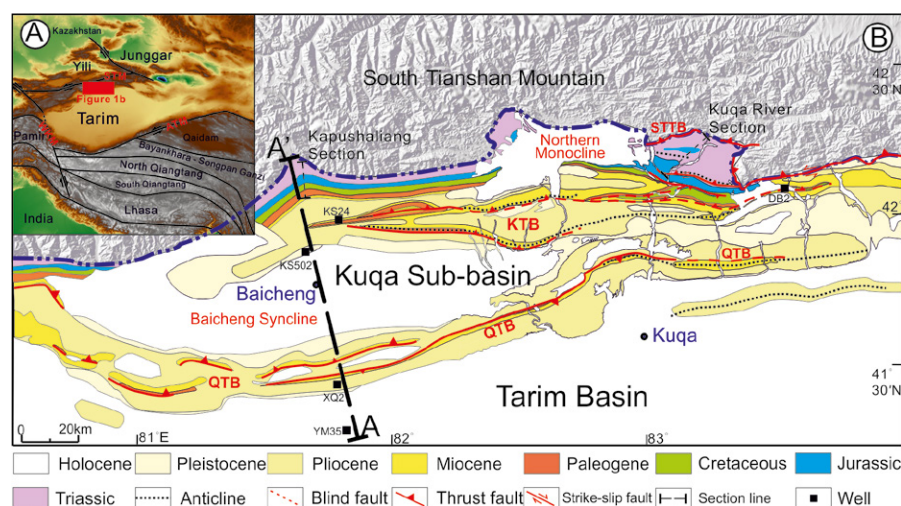 A
Kazakhstan
Junggar
Yili
Figure 1b
Tarim
Pamir
Qaidam
Bayankhara - Songpan Ganzi
North Qiangtang
South Qiangtang
Lhasa
India
B
42
30'N
South Tianshan Mountain
Kuqa River
Section
STTB
Northern
Monocline
A'
Kapushaliang
Section
KS24
DB2
42
KTB
KS502
Kuqa Sub-basin
QTB
Baicheng
Baicheng Syncline
QTB
Kuqa
QTB
XQ2
Tarim Basin
41
30'N
YM35
A
0 20km
81°E
82°
83°
Holocene Pleistocene Pliocene Miocene Paleogene Cretaceous Jurassic
Triassic Anticline Blind fault Thrust fault Strike-slip fault Section line Well